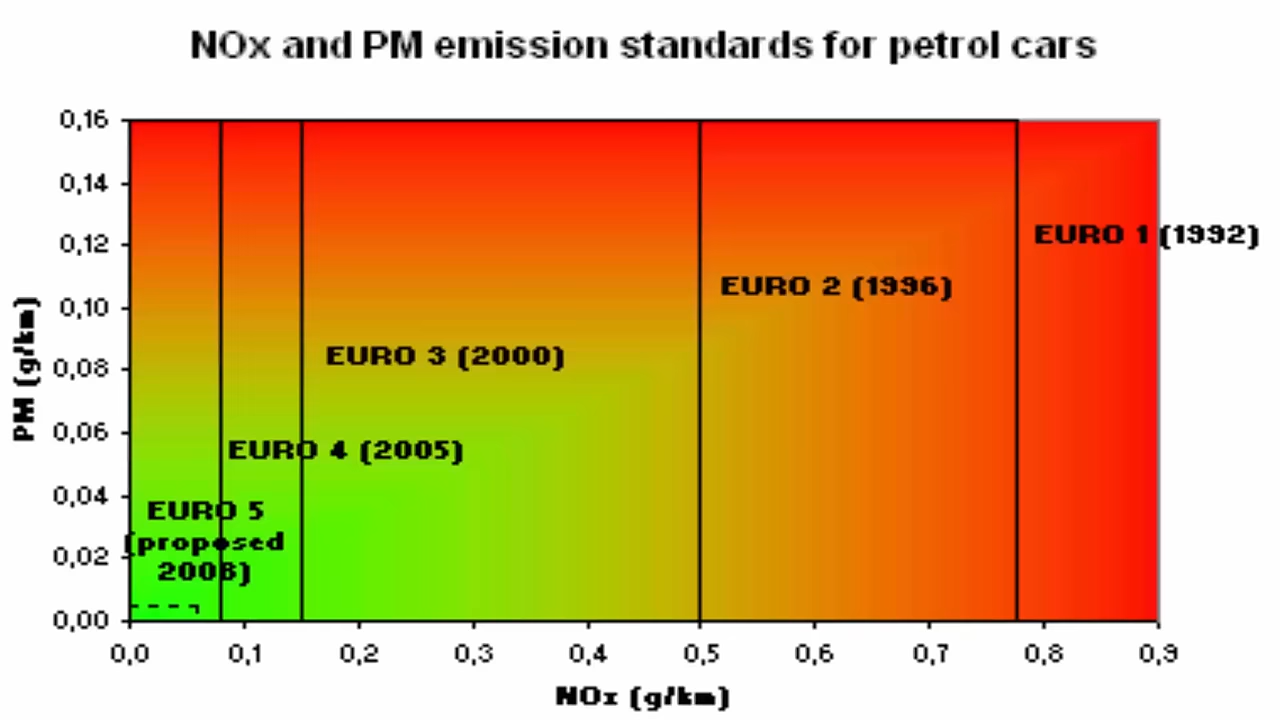 NOx and PM emission standards for petrol cars
0,16
0,14
0,12
0,10
0,08
0,06
0,04
0,02
0,00
PM (g/km)
EURO 1 (1992)
EURO 2 (1996)
EURO 3 (2000)
EURO 4 (2005)
EURO 5
(proposed
2008)
0,0 0,1 0,2 0,3 0,4 0,5 0,6 0,7 0,8 0,9
NOx (g/km)